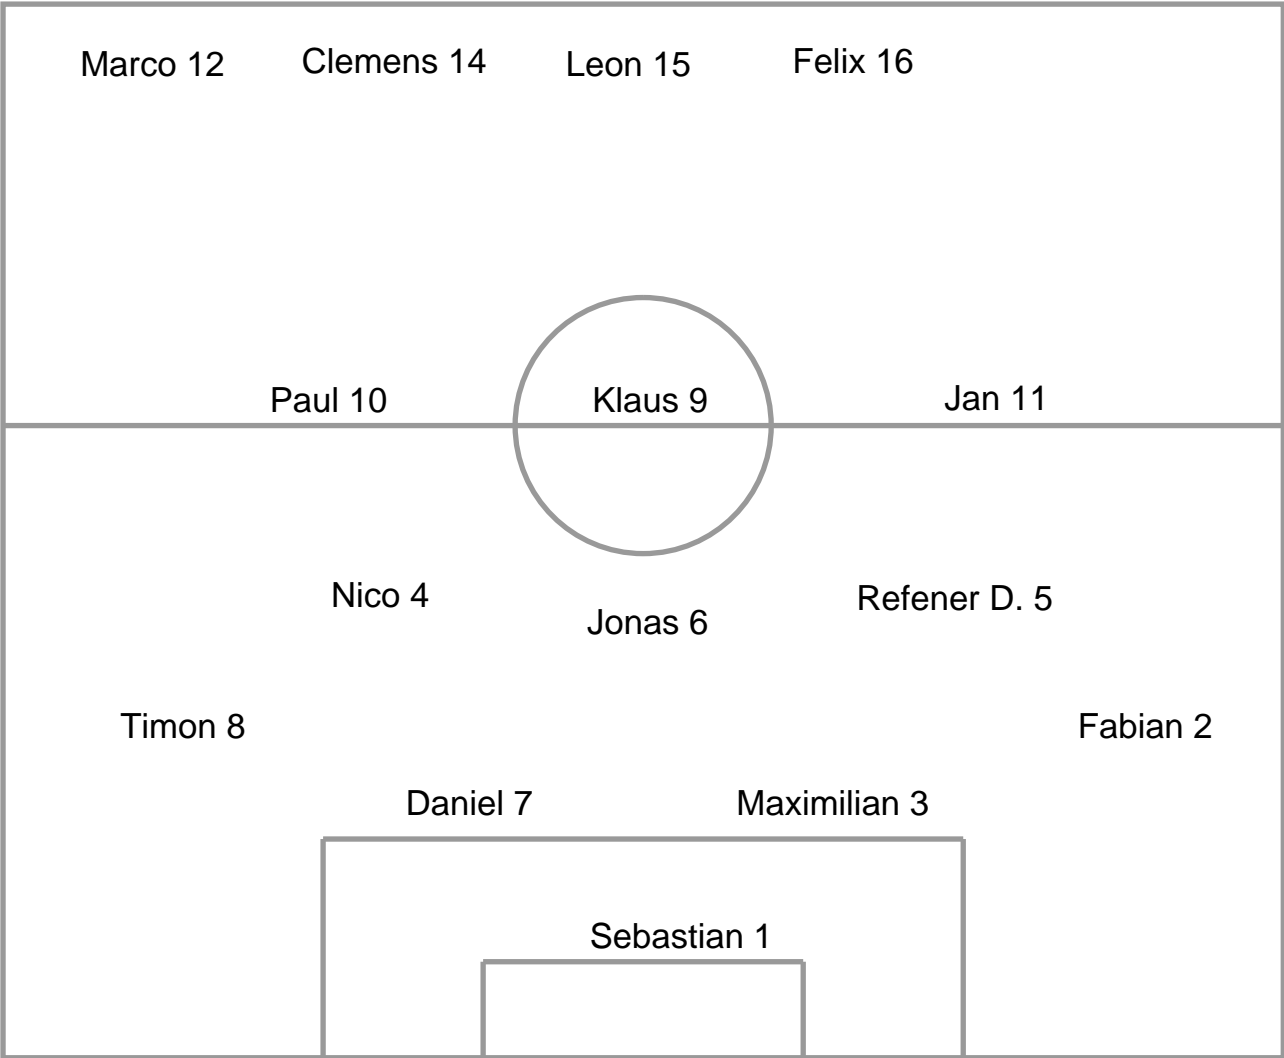 Marco 12 Clemens 14 Leon 15 Felix 16
Paul 10 Klaus 9 Jan 11
Nico 4 Jonas 6 Refener D. 5
Timon 8 Fabian 2
Daniel 7 Maximilian 3
Sebastian 1